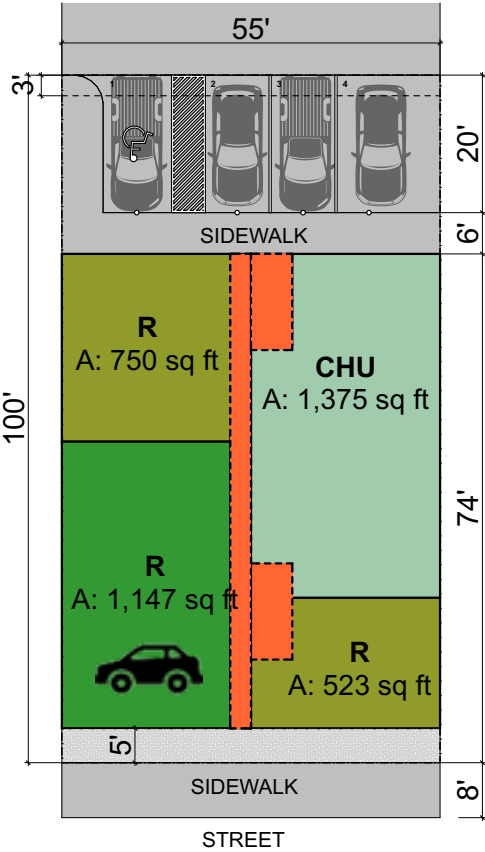 55'
3'
1
2
3
4
20'
SIDEWALK
6'
R
A: 750 sq ft
CHU
A: 1,375 sq ft
100'
74'
R
A: 1,147 sq ft
R
A: 523 sq ft
5'
SIDEWALK
8'
STREET